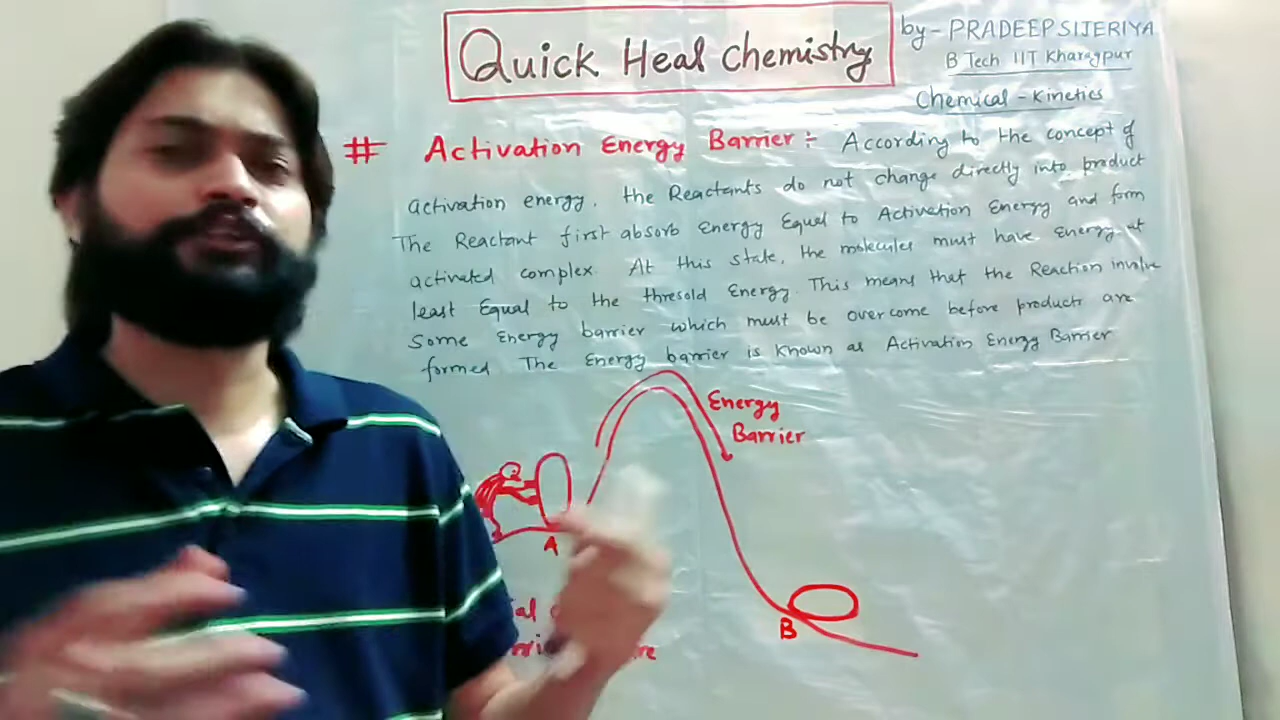 Quick Heal Chemistry
by- PRADEEP SIJERIYA
B Tech IIT Kharagpur
Chemical - Kinetics
# Activation Energy Barrier :- According to the concept of
activation energy, the Reactants do not change directly into product
The Reactant first absorb energy Equal to Activation Energy and form
activated complex. At this state, the molecules must have energy at
least Equal to the thresold Energy. This means that the Reaction involve
Some energy barrier which must be overcome before products are
formed The energy barrier is known as Activation Energy Barrier
Energy
Barrier
A
B